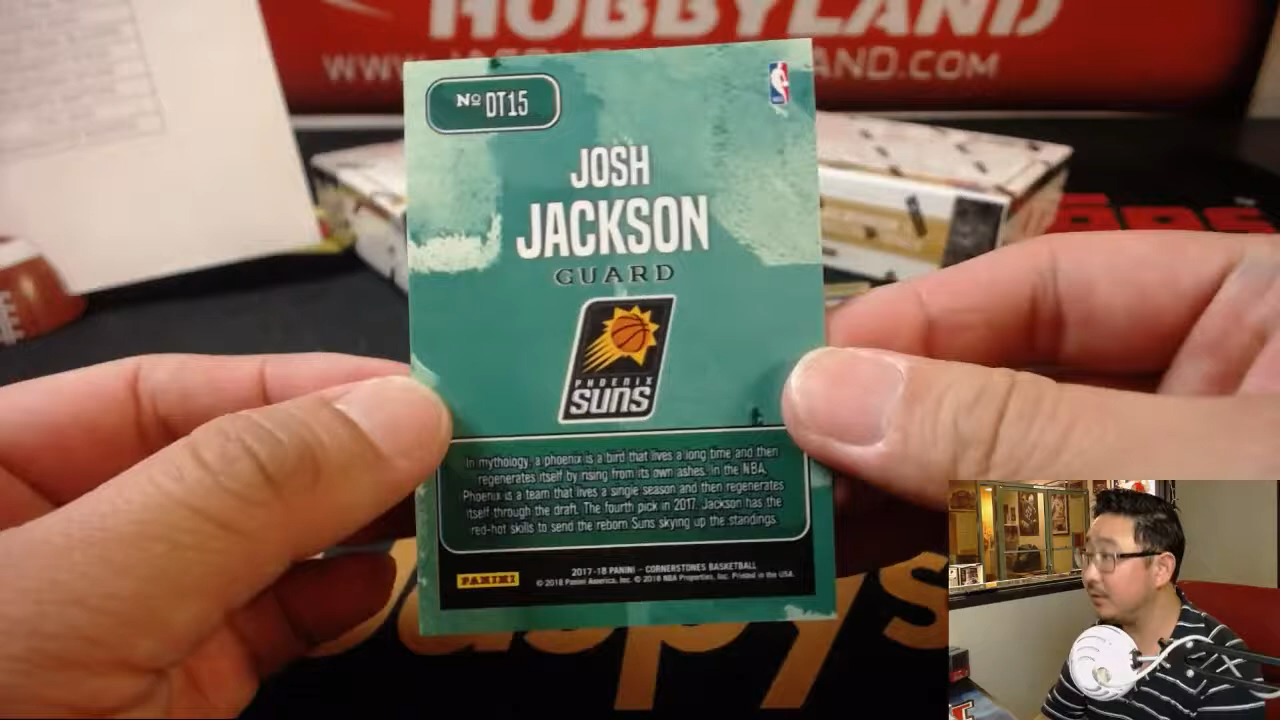 HOBBYLAND
WWW.
AND.COM
Nº DT15
JOSH
JACKSON
GUARD
PHOENIX
SUNS
In mythology, a phoenix is a bird that lives a long time and then
regenerates itself by rising from its own ashes. In the NBA,
Phoenix is a team that lives a single season and then regenerates
itself through the draft. The fourth pick in 2017, Jackson has the
red-hot skills to send the reborn Suns skying up the standings.
PANINI
2017-18 PANINI - CORNERSTONES BASKETBALL
© 2018 Panini America, Inc. © 2018 NBA Properties, Inc. Printed in the USA.